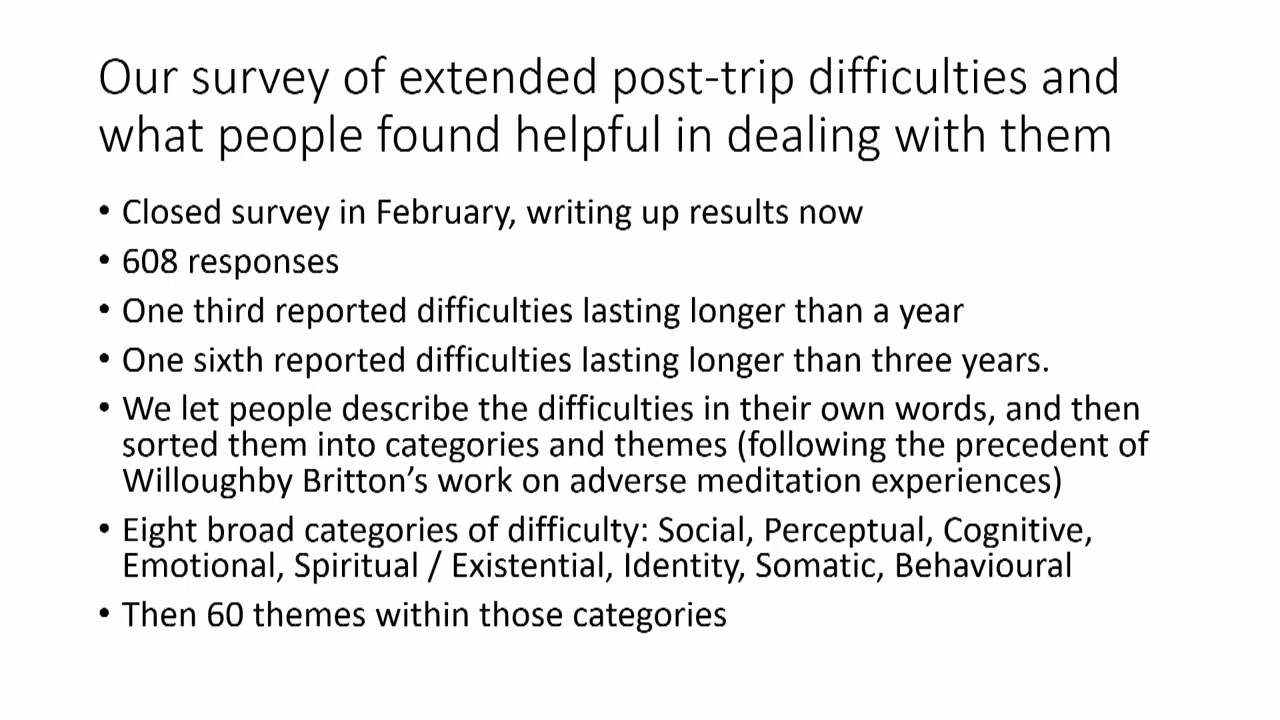 Our survey of extended post-trip difficulties and
what people found helpful in dealing with them
• Closed survey in February, writing up results now
• 608 responses
• One third reported difficulties lasting longer than a year
• One sixth reported difficulties lasting longer than three years.
• We let people describe the difficulties in their own words, and then
sorted them into categories and themes (following the precedent of
Willoughby Britton’s work on adverse meditation experiences)
• Eight broad categories of difficulty: Social, Perceptual, Cognitive,
Emotional, Spiritual / Existential, Identity, Somatic, Behavioural
• Then 60 themes within those categories